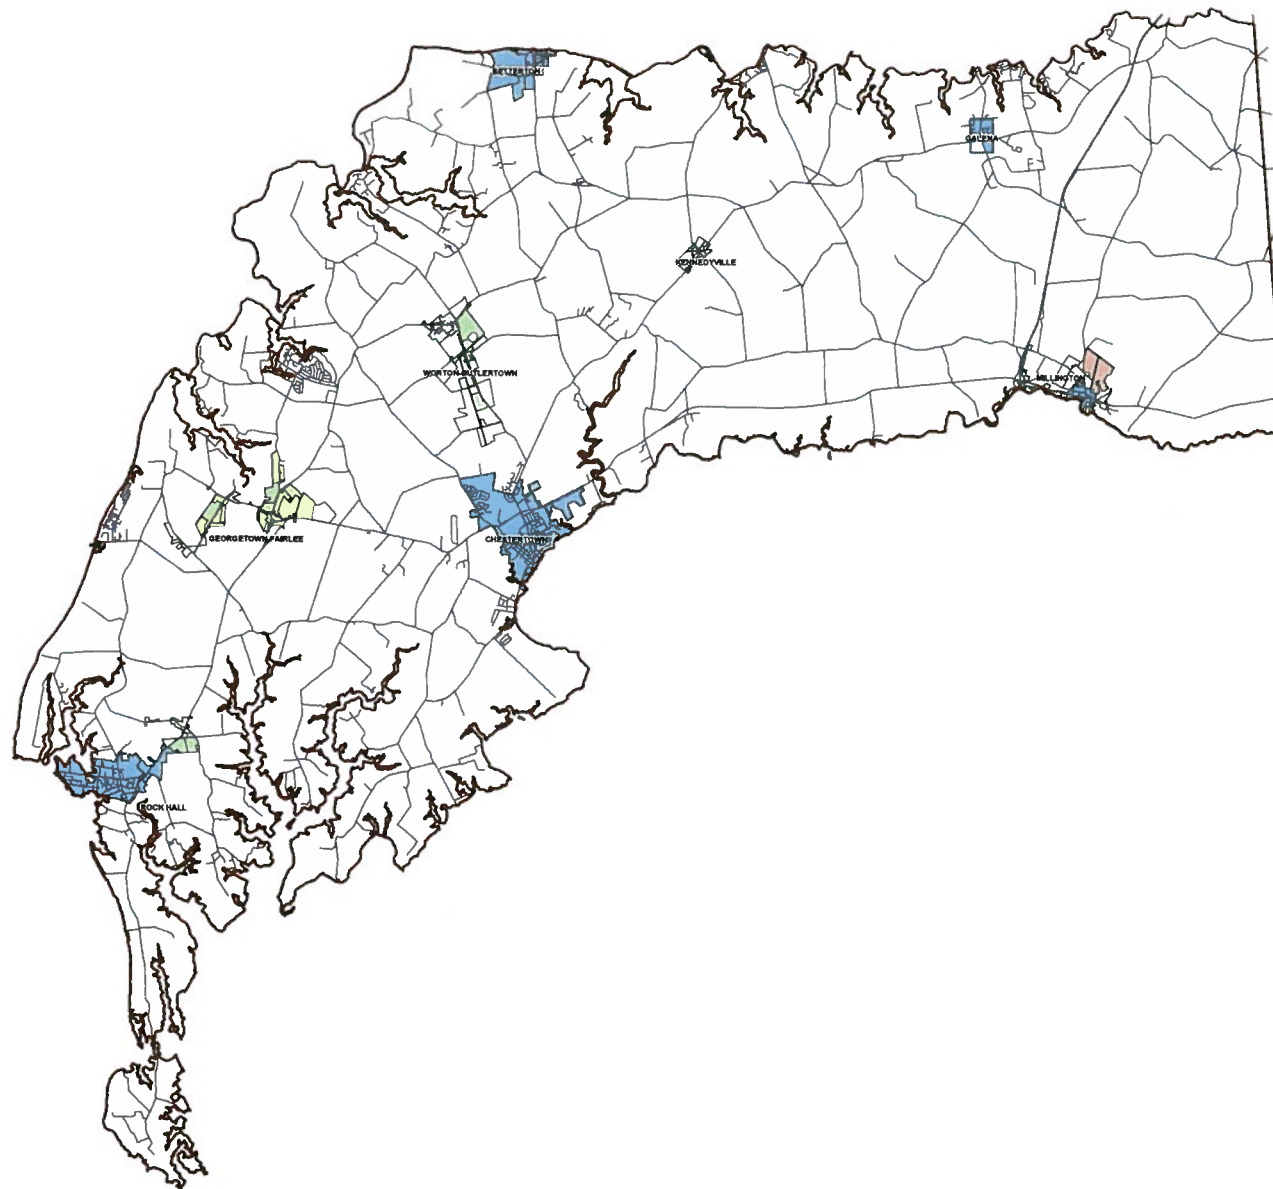 BETTERTON
GALENA
KENNEDYVILLE
WORTON-BUTLERTOWN
MILLINGTON
GEORGETOWN-FAIRLEE
CHESTERTOWN
ROCK HALL